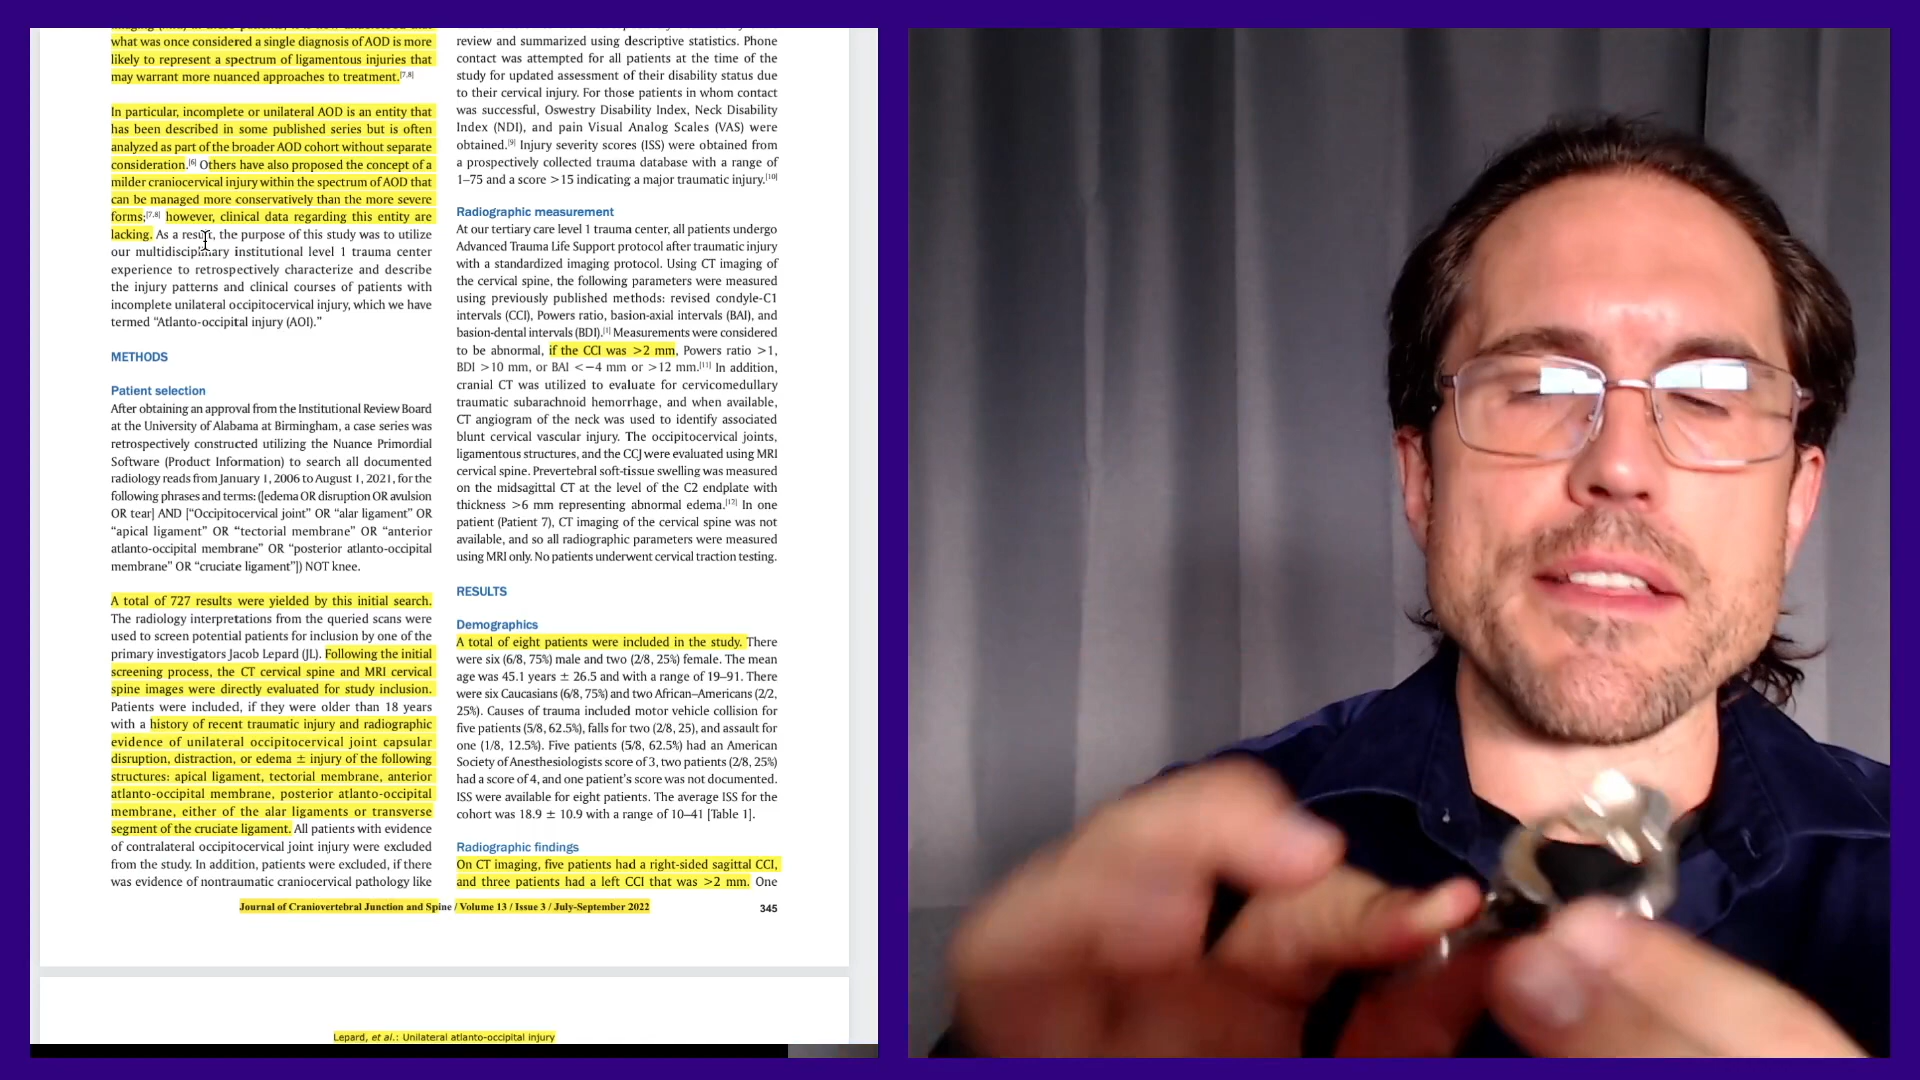 what was once considered a single diagnosis of AOD is more
likely to represent a spectrum of ligamentous injuries that
may warrant more nuanced approaches to treatment.[7,8]
In particular, incomplete or unilateral AOD is an entity that
has been described in some published series but is often
analyzed as part of the broader AOD cohort without separate
consideration.[6] Others have also proposed the concept of a
milder craniocervical injury within the spectrum of AOD that
can be managed more conservatively than the more severe
forms;[7,8] however, clinical data regarding this entity are
lacking. As a result, the purpose of this study was to utilize
our multidisciplinary institutional level 1 trauma center
experience to retrospectively characterize and describe
the injury patterns and clinical courses of patients with
incomplete unilateral occipitocervical injury, which we have
termed “Atlanto-occipital injury (AOI).”
METHODS
Patient selection
After obtaining an approval from the Institutional Review Board
at the University of Alabama at Birmingham, a case series was
retrospectively constructed utilizing the Nuance Primordial
Software (Product Information) to search all documented
radiology reads from January 1, 2006 to August 1, 2021, for the
following phrases and terms: ([edema OR disruption OR avulsion
OR tear] AND [“Occipitocervical joint” OR “alar ligament” OR
“apical ligament” OR “tectorial membrane” OR “anterior
atlanto-occipital membrane” OR “posterior atlanto-occipital
membrane” OR “cruciate ligament”]) NOT knee.
A total of 727 results were yielded by this initial search.
The radiology interpretations from the queried scans were
used to screen potential patients for inclusion by one of the
primary investigators Jacob Lepard (JL). Following the initial
screening process, the CT cervical spine and MRI cervical
spine images were directly evaluated for study inclusion.
Patients were included, if they were older than 18 years
with a history of recent traumatic injury and radiographic
evidence of unilateral occipitocervical joint capsular
disruption, distraction, or edema ± injury of the following
structures: apical ligament, tectorial membrane, anterior
atlanto-occipital membrane, posterior atlanto-occipital
membrane, either of the alar ligaments or transverse
segment of the cruciate ligament. All patients with evidence
of contralateral occipitocervical joint injury were excluded
from the study. In addition, patients were excluded, if there
was evidence of nontraumatic craniocervical pathology like
review and summarized using descriptive statistics. Phone
contact was attempted for all patients at the time of the
study for updated assessment of their disability status due
to their cervical injury. For those patients in whom contact
was successful, Oswestry Disability Index, Neck Disability
Index (NDI), and pain Visual Analog Scales (VAS) were
obtained.[9] Injury severity scores (ISS) were obtained from
a prospectively collected trauma database with a range of
1–75 and a score >15 indicating a major traumatic injury.[10]
Radiographic measurement
At our tertiary care level 1 trauma center, all patients undergo
Advanced Trauma Life Support protocol after traumatic injury
with a standardized imaging protocol. Using CT imaging of
the cervical spine, the following parameters were measured
using previously published methods: revised condyle-C1
intervals (CCI), Powers ratio, basion-axial intervals (BAI), and
basion-dental intervals (BDI).[1] Measurements were considered
to be abnormal, if the CCI was >2 mm, Powers ratio >1,
BDI >10 mm, or BAI <−4 mm or >12 mm.[11] In addition,
cranial CT was utilized to evaluate for cervicomedullary
traumatic subarachnoid hemorrhage, and when available,
CT angiogram of the neck was used to identify associated
blunt cervical vascular injury. The occipitocervical joints,
ligamentous structures, and the CCJ were evaluated using MRI
cervical spine. Prevertebral soft-tissue swelling was measured
on the midsagittal CT at the level of the C2 endplate with
thickness >6 mm representing abnormal edema.[12] In one
patient (Patient 7), CT imaging of the cervical spine was not
available, and so all radiographic parameters were measured
using MRI only. No patients underwent cervical traction testing.
RESULTS
Demographics
A total of eight patients were included in the study. There
were six (6/8, 75%) male and two (2/8, 25%) female. The mean
age was 45.1 years ± 26.5 and with a range of 19–91. There
were six Caucasians (6/8, 75%) and two African–Americans (2/2,
25%). Causes of trauma included motor vehicle collision for
five patients (5/8, 62.5%), falls for two (2/8, 25), and assault for
one (1/8, 12.5%). Five patients (5/8, 62.5%) had an American
Society of Anesthesiologists score of 3, two patients (2/8, 25%)
had a score of 4, and one patient’s score was not documented.
ISS were available for eight patients. The average ISS for the
cohort was 18.9 ± 10.9 with a range of 10–41 [Table 1].
Radiographic findings
On CT imaging, five patients had a right-sided sagittal CCI,
and three patients had a left CCI that was >2 mm. One
Journal of Craniovertebral Junction and Spine / Volume 13 / Issue 3 / July-September 2022
345
Lepard, et al.: Unilateral atlanto-occipital injury